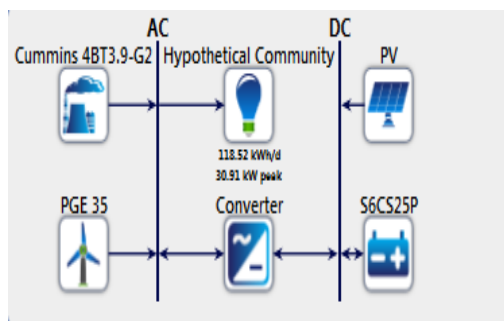 AC DC
Cummins 4BT3.9-G2 Hypothetical Community PV
118.52 kWh/d
30.91 kW peak
PGE 35 Converter S6CS25P